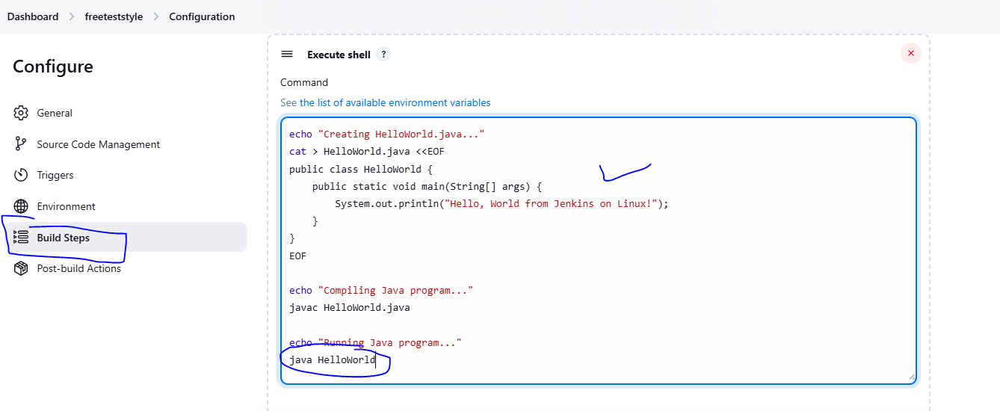 Dashboard > freeteststyle > Configuration
Configure
General
Source Code Management
Triggers
Environment
Build Steps
Post-build Actions
Execute shell ?
Command
See the list of available environment variables
echo "Creating HelloWorld.java..."
cat > HelloWorld.java <<EOF
public class HelloWorld {
    public static void main(String[] args) {
        System.out.println("Hello, World from Jenkins on Linux!");
    }
}
EOF
echo "Compiling Java program..."
javac HelloWorld.java
echo "Running Java program..."
java HelloWorld